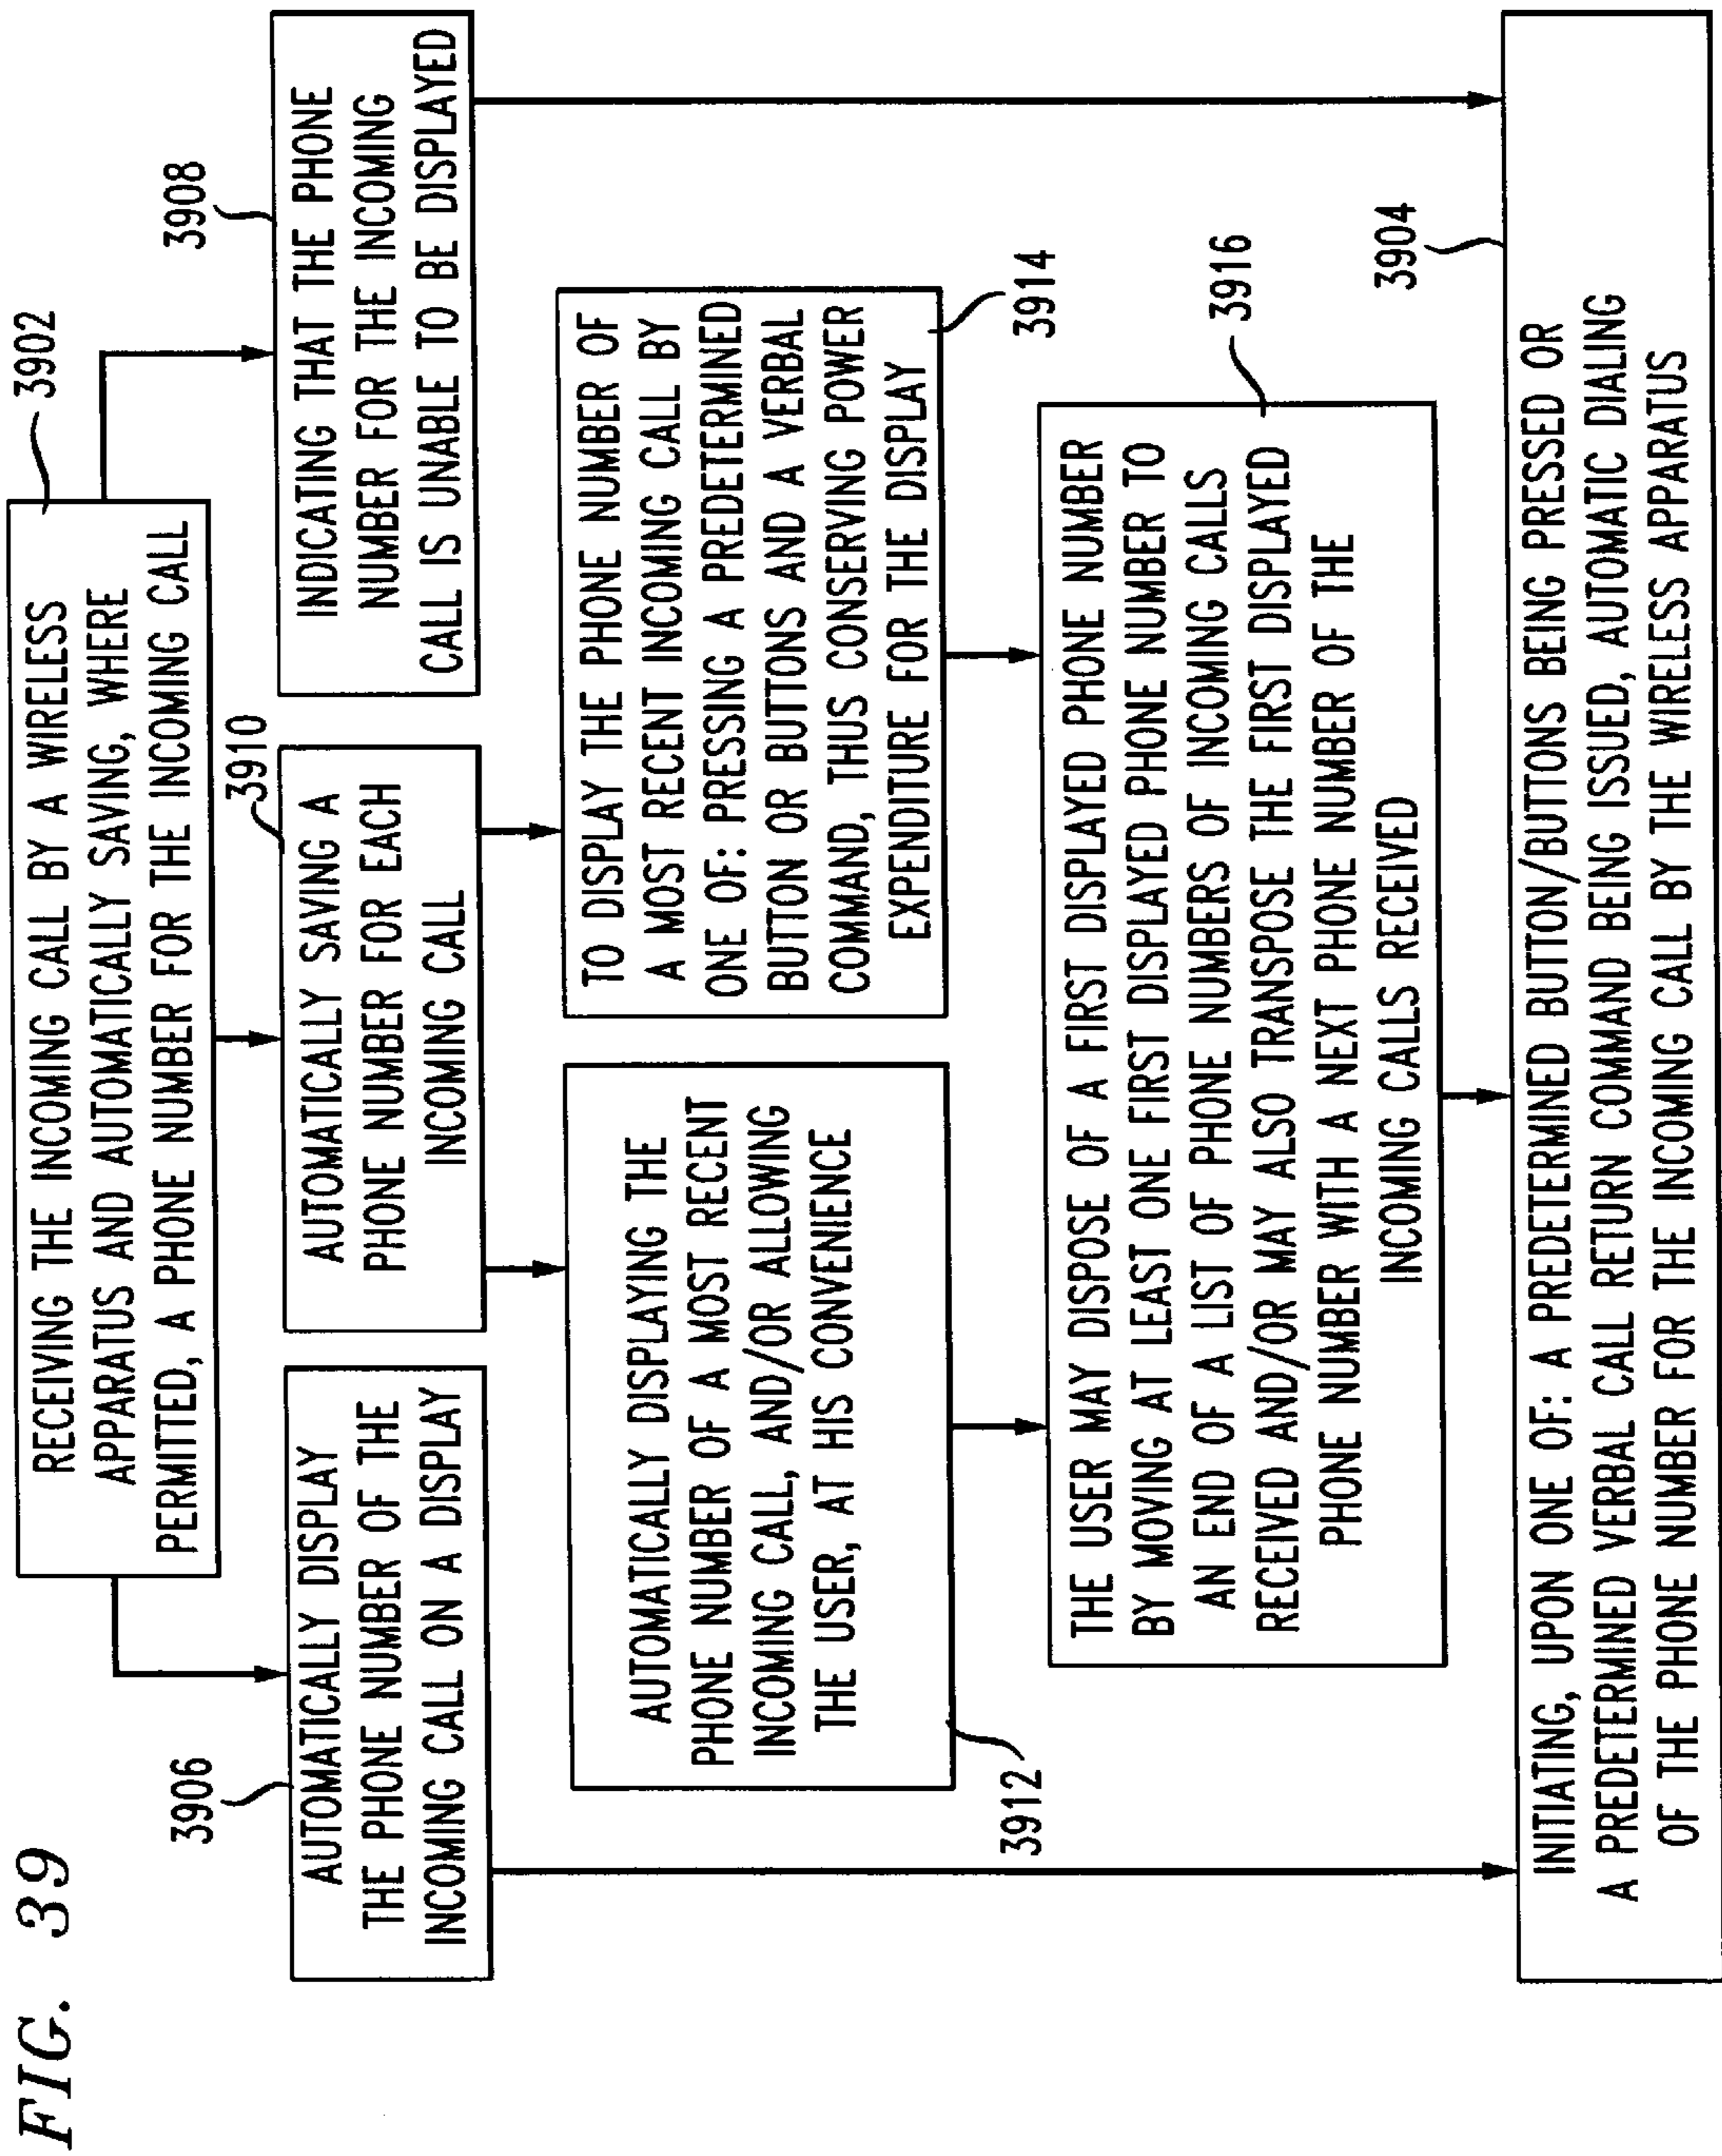 FIG. 39
RECEIVING THE INCOMING CALL BY A WIRELESS
APPARATUS AND AUTOMATICALLY SAVING, WHERE
PERMITTED, A PHONE NUMBER FOR THE INCOMING CALL
3902
3906
AUTOMATICALLY DISPLAY
THE PHONE NUMBER OF THE
INCOMING CALL ON A DISPLAY
3910
AUTOMATICALLY SAVING A
PHONE NUMBER FOR EACH
INCOMING CALL
3908
INDICATING THAT THE PHONE
NUMBER FOR THE INCOMING
CALL IS UNABLE TO BE DISPLAYED
AUTOMATICALLY DISPLAYING THE
PHONE NUMBER OF A MOST RECENT
INCOMING CALL, AND/OR ALLOWING
THE USER, AT HIS CONVENIENCE
3912
TO DISPLAY THE PHONE NUMBER OF
A MOST RECENT INCOMING CALL BY
ONE OF: PRESSING A PREDETERMINED
BUTTON OR BUTTONS AND A VERBAL
COMMAND, THUS CONSERVING POWER
EXPENDITURE FOR THE DISPLAY
3914
THE USER MAY DISPOSE OF A FIRST DISPLAYED PHONE NUMBER
BY MOVING AT LEAST ONE FIRST DISPLAYED PHONE NUMBER TO
AN END OF A LIST OF PHONE NUMBERS OF INCOMING CALLS
RECEIVED AND/OR MAY ALSO TRANSPOSE THE FIRST DISPLAYED
PHONE NUMBER WITH A NEXT PHONE NUMBER OF THE
INCOMING CALLS RECEIVED
3916
3904
INITIATING, UPON ONE OF: A PREDETERMINED BUTTON/BUTTONS BEING PRESSED OR
A PREDETERMINED VERBAL CALL RETURN COMMAND BEING ISSUED, AUTOMATIC DIALING
OF THE PHONE NUMBER FOR THE INCOMING CALL BY THE WIRELESS APPARATUS